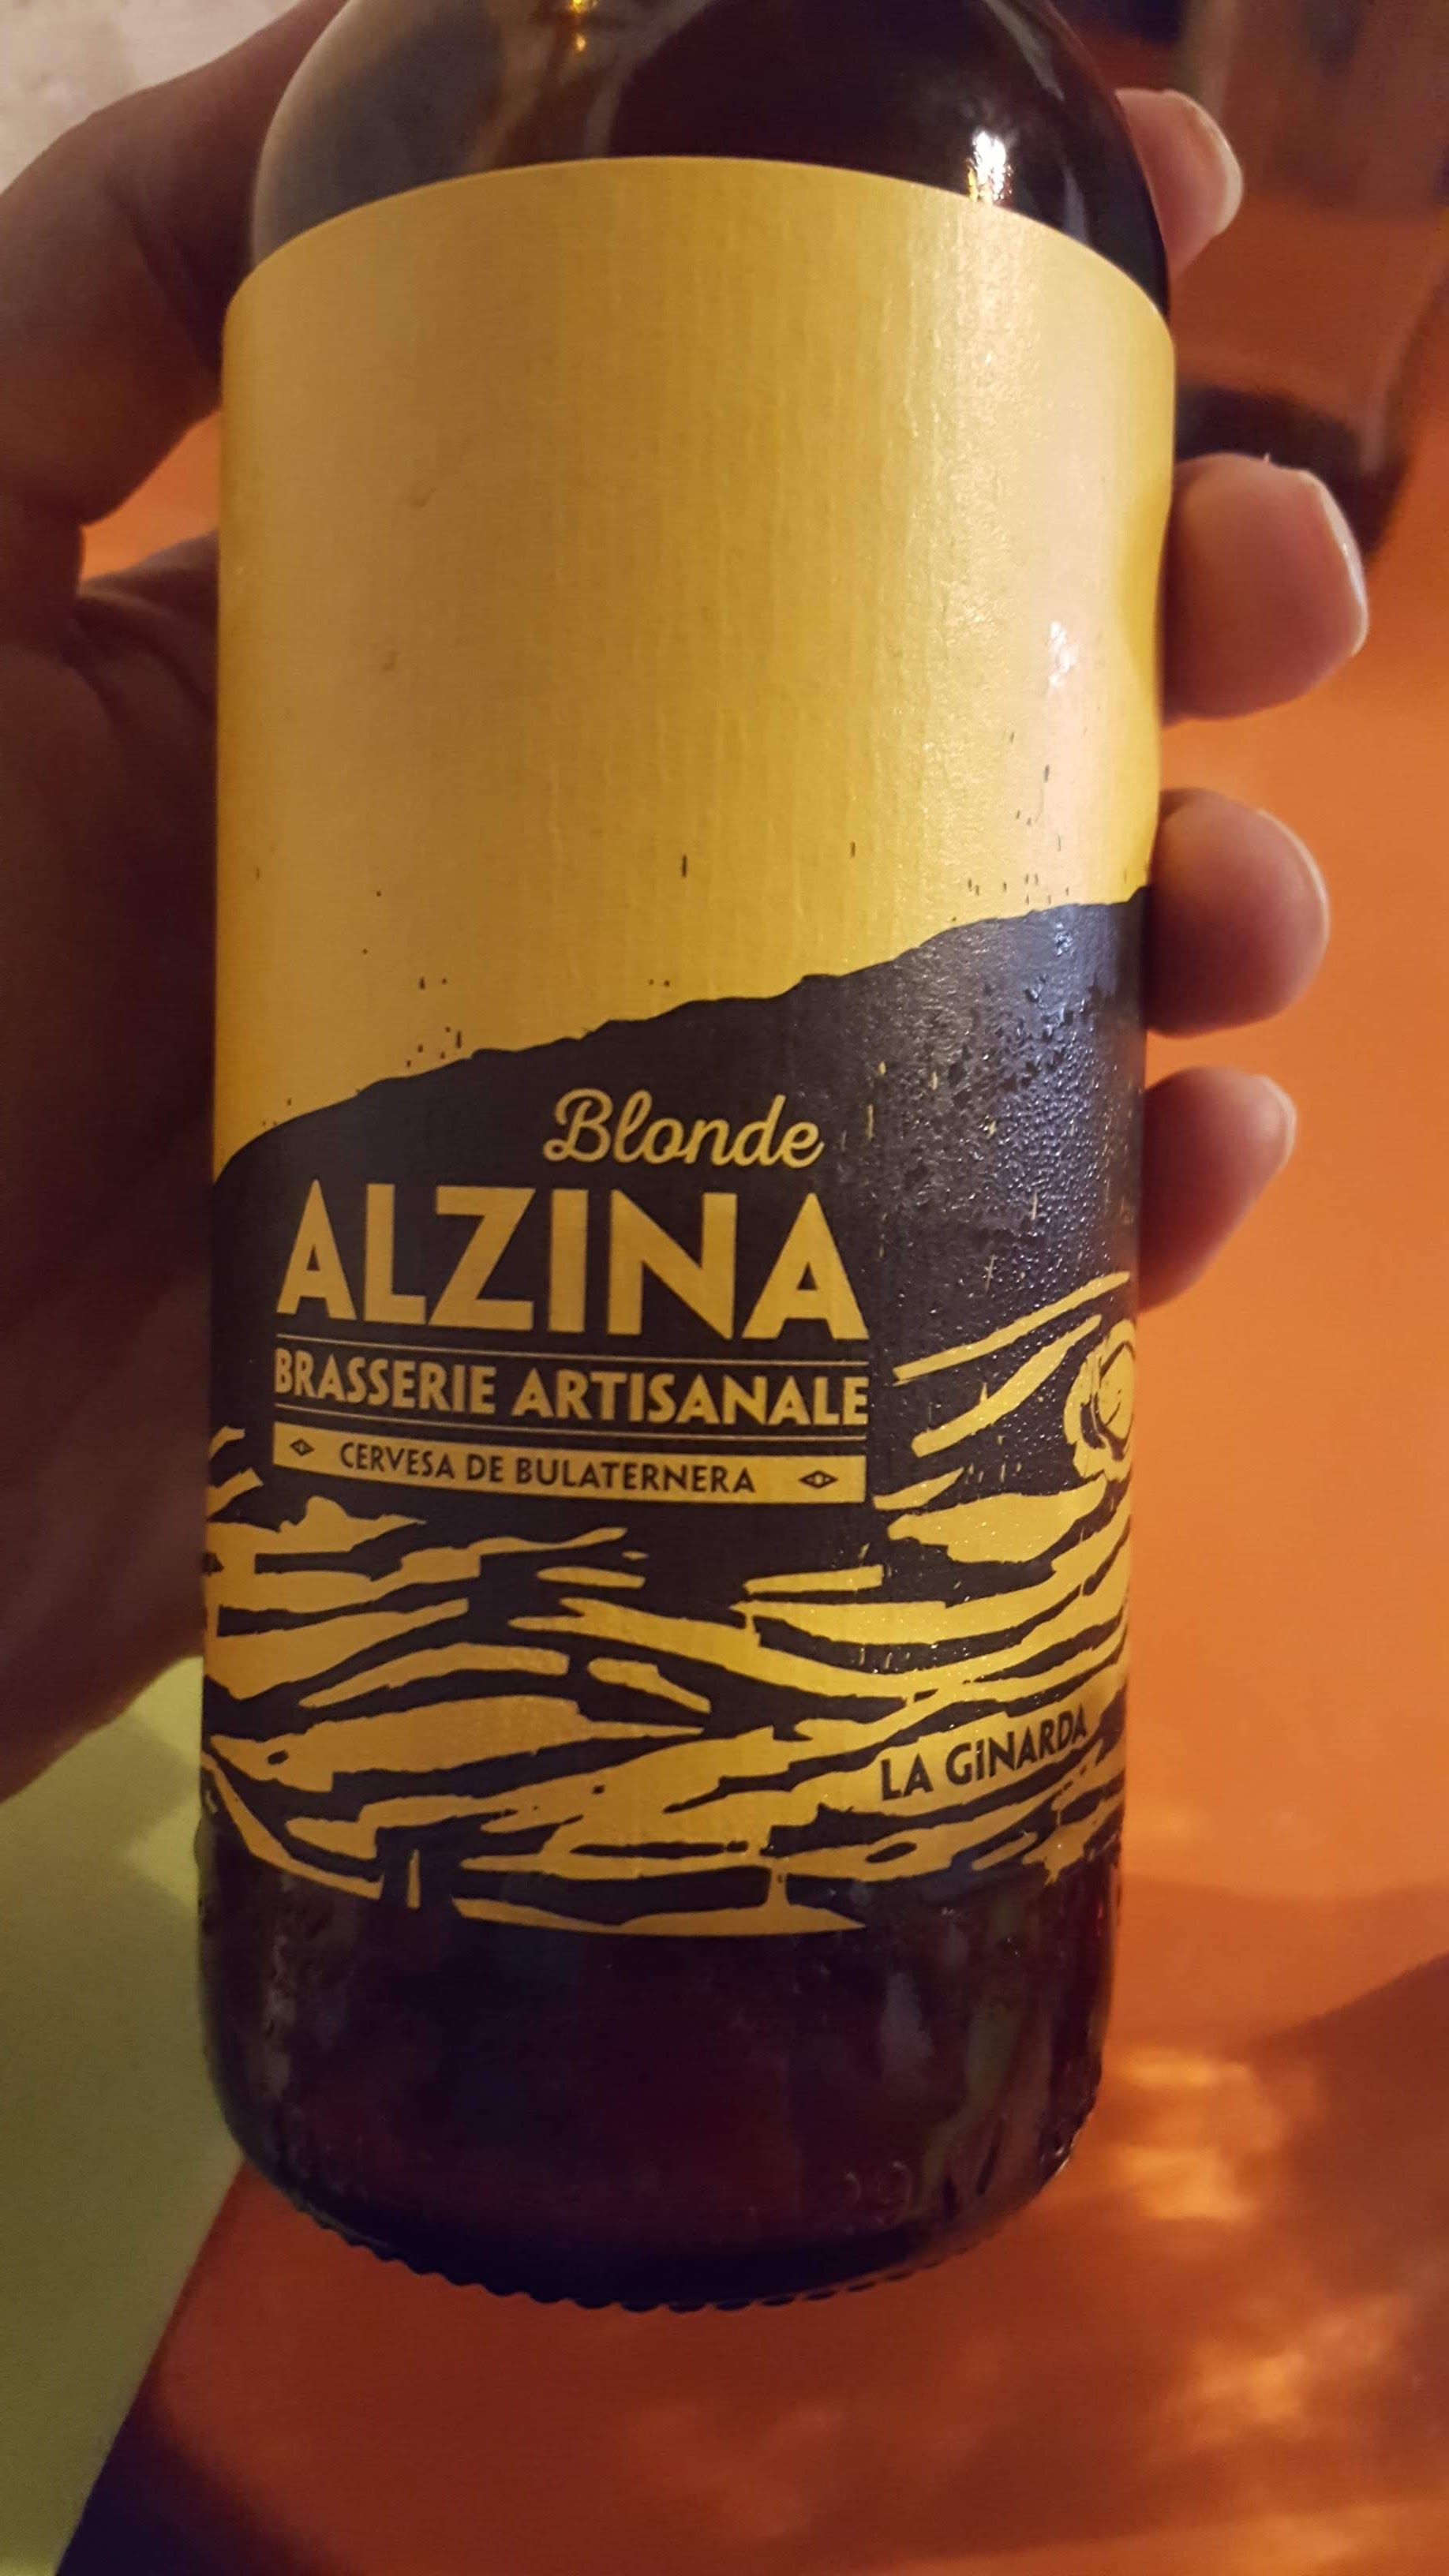 Blonde
ALZINA
BRASSERIE ARTISANALE
CERVESA DE BULATERNERA
LA GiNARDA